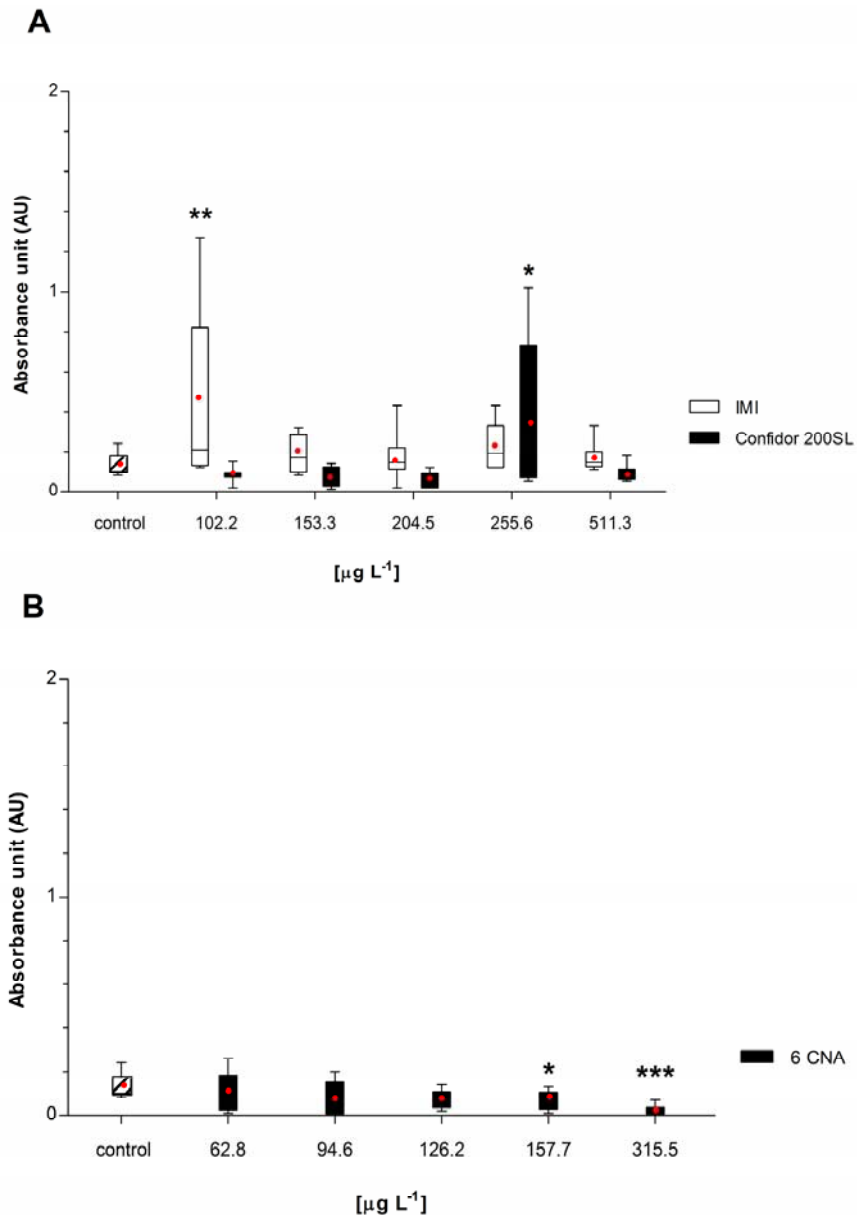 A
2
Absorbance unit (AU)
**
*
1
IMI
Confidor 200SL
0
control 102.2 153.3 204.5 255.6 511.3
[µg L-1]
B
2
Absorbance unit (AU)
1
6 CNA
* ***
0
control 62.8 94.6 126.2 157.7 315.5
[µg L-1]